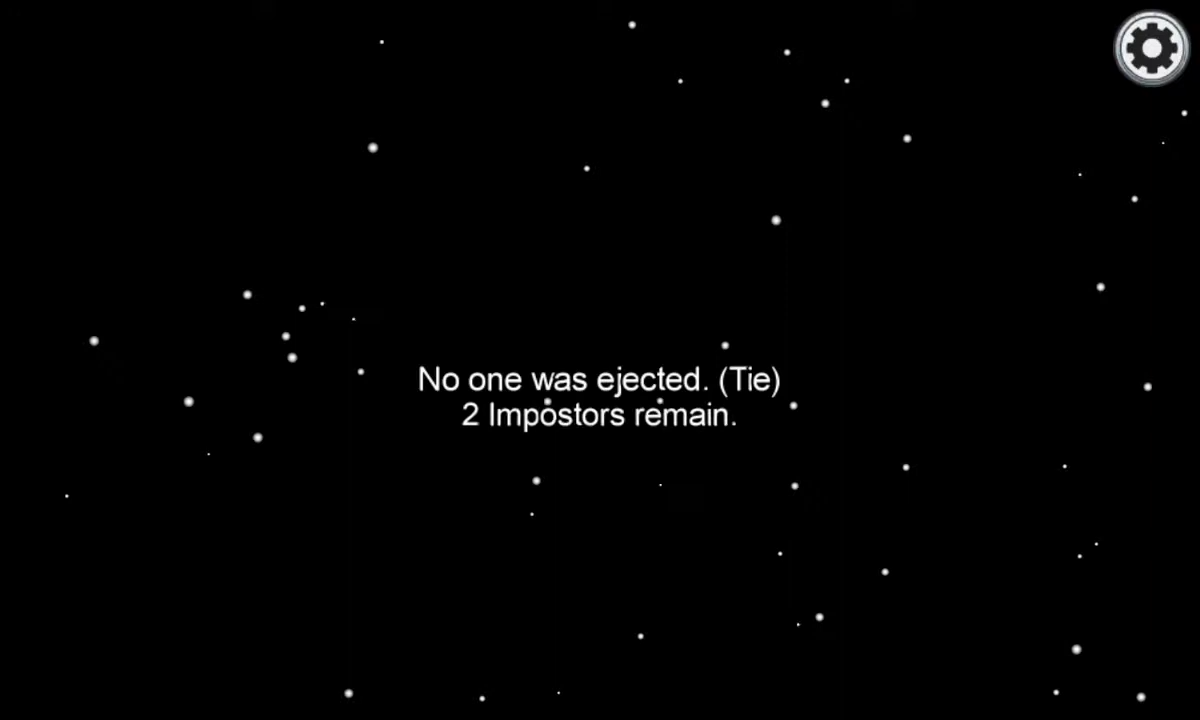 No one was ejected. (Tie)
2 Impostors remain.